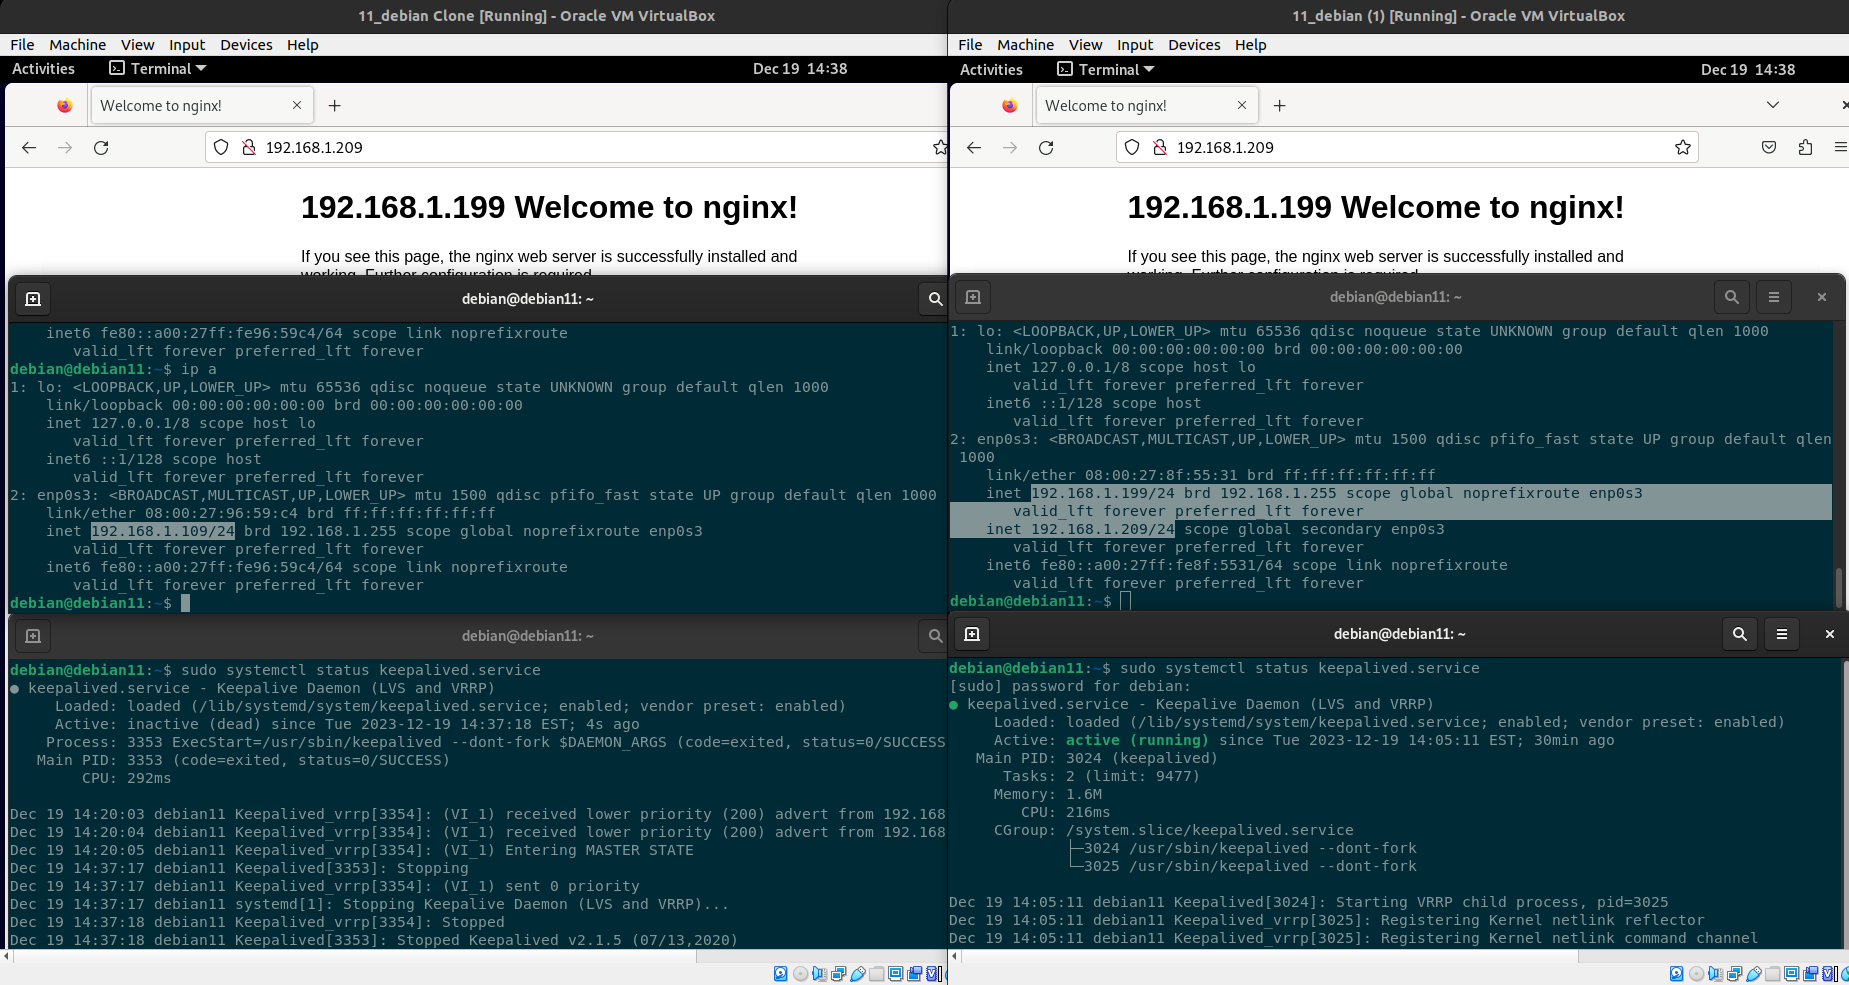 11_debian Clone [Running] - Oracle VM VirtualBox
File Machine View Input Devices Help
Activities Terminal Dec 19 14:38
Welcome to nginx!
192.168.1.209
192.168.1.199 Welcome to nginx!
If you see this page, the nginx web server is successfully installed and
working. Further configuration is required
debian@debian11: ~
inet6 fe80::a00:27ff:fe96:59c4/64 scope link noprefixroute
valid_lft forever preferred_lft forever
debian@debian11:~$ ip a
1: lo: <LOOPBACK,UP,LOWER_UP> mtu 65536 qdisc noqueue state UNKNOWN group default qlen 1000
link/loopback 00:00:00:00:00:00 brd 00:00:00:00:00:00
inet 127.0.0.1/8 scope host lo
valid_lft forever preferred_lft forever
inet6 ::1/128 scope host
valid_lft forever preferred_lft forever
2: enp0s3: <BROADCAST,MULTICAST,UP,LOWER_UP> mtu 1500 qdisc pfifo_fast state UP group default qlen 1000
link/ether 08:00:27:96:59:c4 brd ff:ff:ff:ff:ff:ff
inet 192.168.1.109/24 brd 192.168.1.255 scope global noprefixroute enp0s3
valid_lft forever preferred_lft forever
inet6 fe80::a00:27ff:fe96:59c4/64 scope link noprefixroute
valid_lft forever preferred_lft forever
debian@debian11:~$
debian@debian11: ~
debian@debian11:~$ sudo systemctl status keepalived.service
● keepalived.service - Keepalive Daemon (LVS and VRRP)
Loaded: loaded (/lib/systemd/system/keepalived.service; enabled; vendor preset: enabled)
Active: inactive (dead) since Tue 2023-12-19 14:37:18 EST; 4s ago
Process: 3353 ExecStart=/usr/sbin/keepalived --dont-fork $DAEMON_ARGS (code=exited, status=0/SUCCESS
Main PID: 3353 (code=exited, status=0/SUCCESS)
CPU: 292ms
Dec 19 14:20:03 debian11 Keepalived_vrrp[3354]: (VI_1) received lower priority (200) advert from 192.168
Dec 19 14:20:04 debian11 Keepalived_vrrp[3354]: (VI_1) received lower priority (200) advert from 192.168
Dec 19 14:20:05 debian11 Keepalived_vrrp[3354]: (VI_1) Entering MASTER STATE
Dec 19 14:37:17 debian11 Keepalived[3353]: Stopping
Dec 19 14:37:17 debian11 Keepalived_vrrp[3354]: (VI_1) sent 0 priority
Dec 19 14:37:17 debian11 systemd[1]: Stopping Keepalive Daemon (LVS and VRRP)...
Dec 19 14:37:18 debian11 Keepalived_vrrp[3354]: Stopped
Dec 19 14:37:18 debian11 Keepalived[3353]: Stopped Keepalived v2.1.5 (07/13,2020)
11_debian (1) [Running] - Oracle VM VirtualBox
File Machine View Input Devices Help
Activities Terminal Dec 19 14:38
Welcome to nginx!
192.168.1.209
192.168.1.199 Welcome to nginx!
If you see this page, the nginx web server is successfully installed and
working. Further configuration is required
debian@debian11: ~
1: lo: <LOOPBACK,UP,LOWER_UP> mtu 65536 qdisc noqueue state UNKNOWN group default qlen 1000
link/loopback 00:00:00:00:00:00 brd 00:00:00:00:00:00
inet 127.0.0.1/8 scope host lo
valid_lft forever preferred_lft forever
inet6 ::1/128 scope host
valid_lft forever preferred_lft forever
2: enp0s3: <BROADCAST,MULTICAST,UP,LOWER_UP> mtu 1500 qdisc pfifo_fast state UP group default qlen
1000
link/ether 08:00:27:8f:55:31 brd ff:ff:ff:ff:ff:ff
inet 192.168.1.199/24 brd 192.168.1.255 scope global noprefixroute enp0s3
valid_lft forever preferred_lft forever
inet 192.168.1.209/24 scope global secondary enp0s3
valid_lft forever preferred_lft forever
inet6 fe80::a00:27ff:fe8f:5531/64 scope link noprefixroute
valid_lft forever preferred_lft forever
debian@debian11:~$
debian@debian11: ~
debian@debian11:~$ sudo systemctl status keepalived.service
[sudo] password for debian:
● keepalived.service - Keepalive Daemon (LVS and VRRP)
Loaded: loaded (/lib/systemd/system/keepalived.service; enabled; vendor preset: enabled)
Active: active (running) since Tue 2023-12-19 14:05:11 EST; 30min ago
Main PID: 3024 (keepalived)
Tasks: 2 (limit: 9477)
Memory: 1.6M
CPU: 216ms
CGroup: /system.slice/keepalived.service
├─3024 /usr/sbin/keepalived --dont-fork
└─3025 /usr/sbin/keepalived --dont-fork
Dec 19 14:05:11 debian11 Keepalived[3024]: Starting VRRP child process, pid=3025
Dec 19 14:05:11 debian11 Keepalived_vrrp[3025]: Registering Kernel netlink reflector
Dec 19 14:05:11 debian11 Keepalived_vrrp[3025]: Registering Kernel netlink command channel